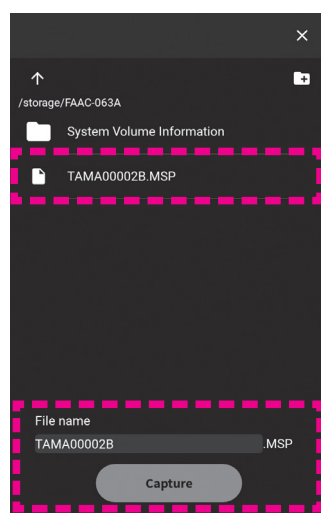 /storage/FAAC-063A
System Volume Information
TAMA00002B.MSP
File name
TAMA00002B .MSP
Capture